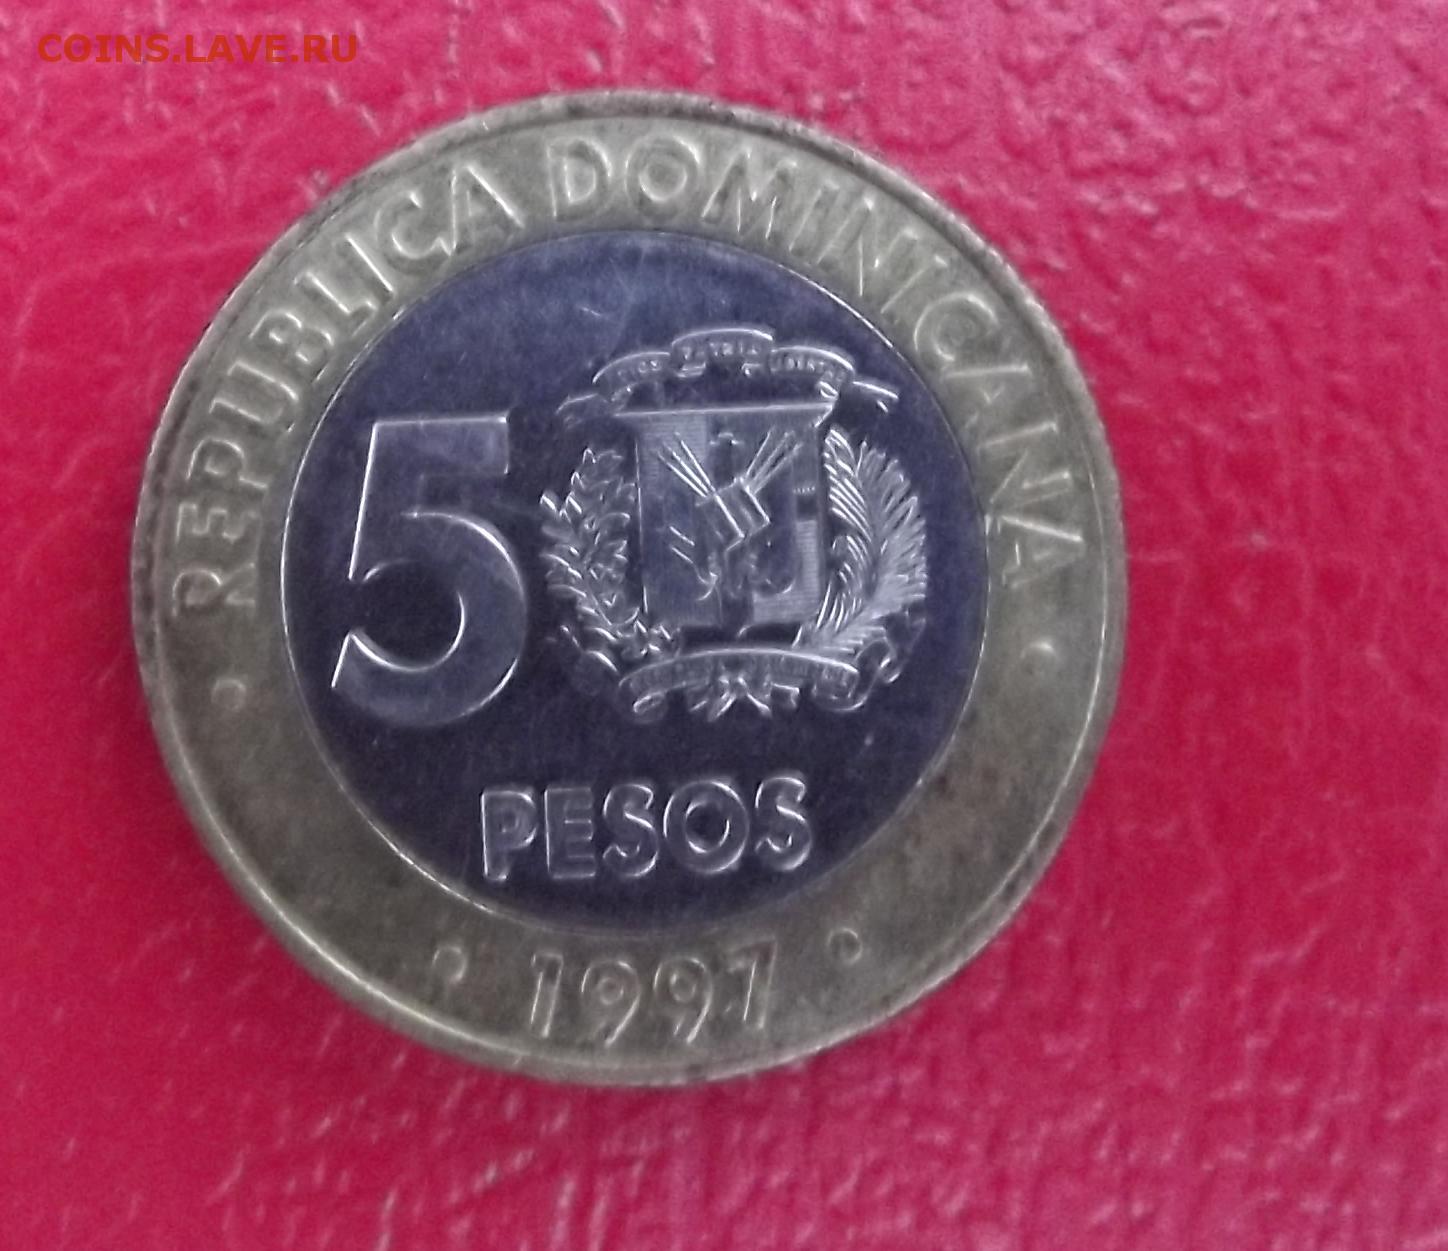 COINS.LAVE.RU
REPUBLICA DOMINICANA
5
PESOS
1997